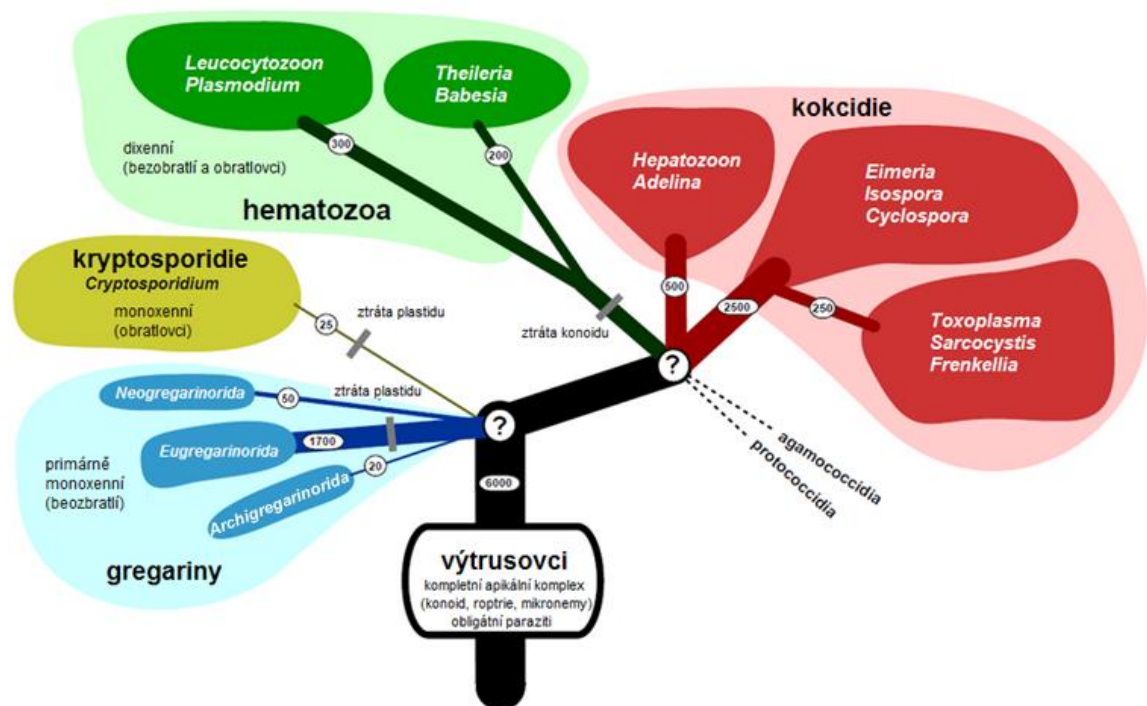 Leucocytozoon
Plasmodium
Theileria
Babesia
300
200
dixenní
(bezobratlí a obratlovci)
hematozoa
kokcidie
Hepatozoon
Adelina
Eimeria
Isospora
Cyclospora
500
2500
250
Toxoplasma
Sarcocystis
Frenkellia
kryptosporidie
Cryptosporidium
monoxenní
(obratlovci)
25
ztráta plastidu
ztráta konoidu
?
agamococcidia
protococcidia
ztráta plastidu
Neogregarinorida
50
Eugregarinorida
1700
Archigregarinorida
20
primárně
monoxenní
(beozbratlí)
gregariny
?
6000
výtrusovci
kompletní apikální komplex
(konoid, roptrie, mikronemy)
obligátní paraziti